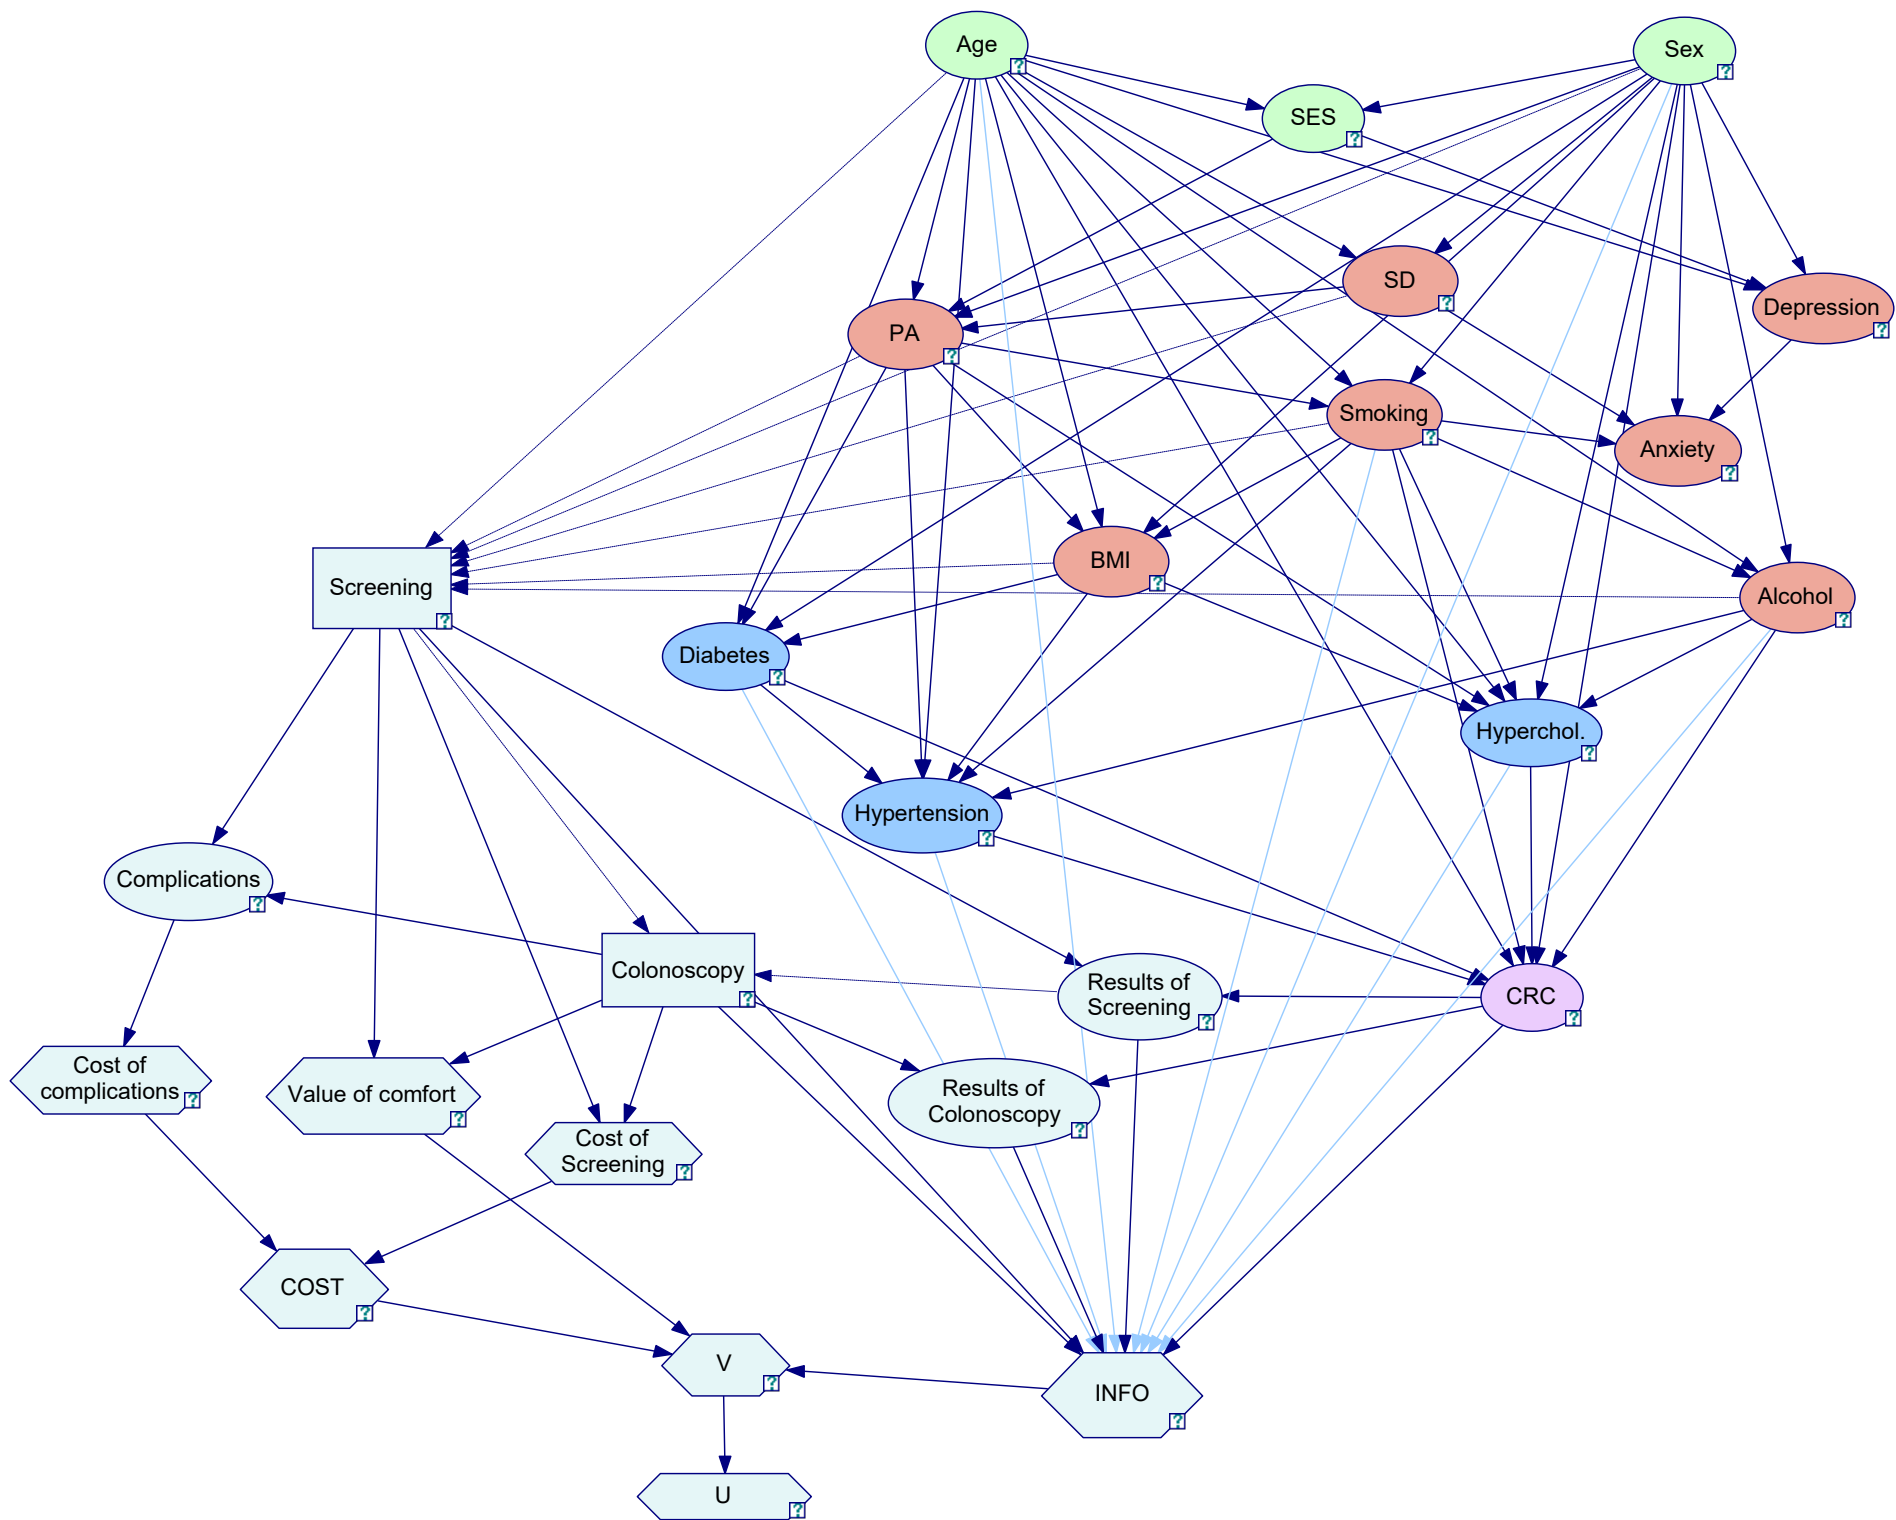 Age
Sex
SES
SD
Depression
PA
Smoking
Anxiety
BMI
Screening
Alcohol
Diabetes
Hyperchol.
Hypertension
Complications
Colonoscopy
Results of
Screening
CRC
Cost of
complications
Value of comfort
Results of
Colonoscopy
Cost of
Screening
COST
V
INFO
U